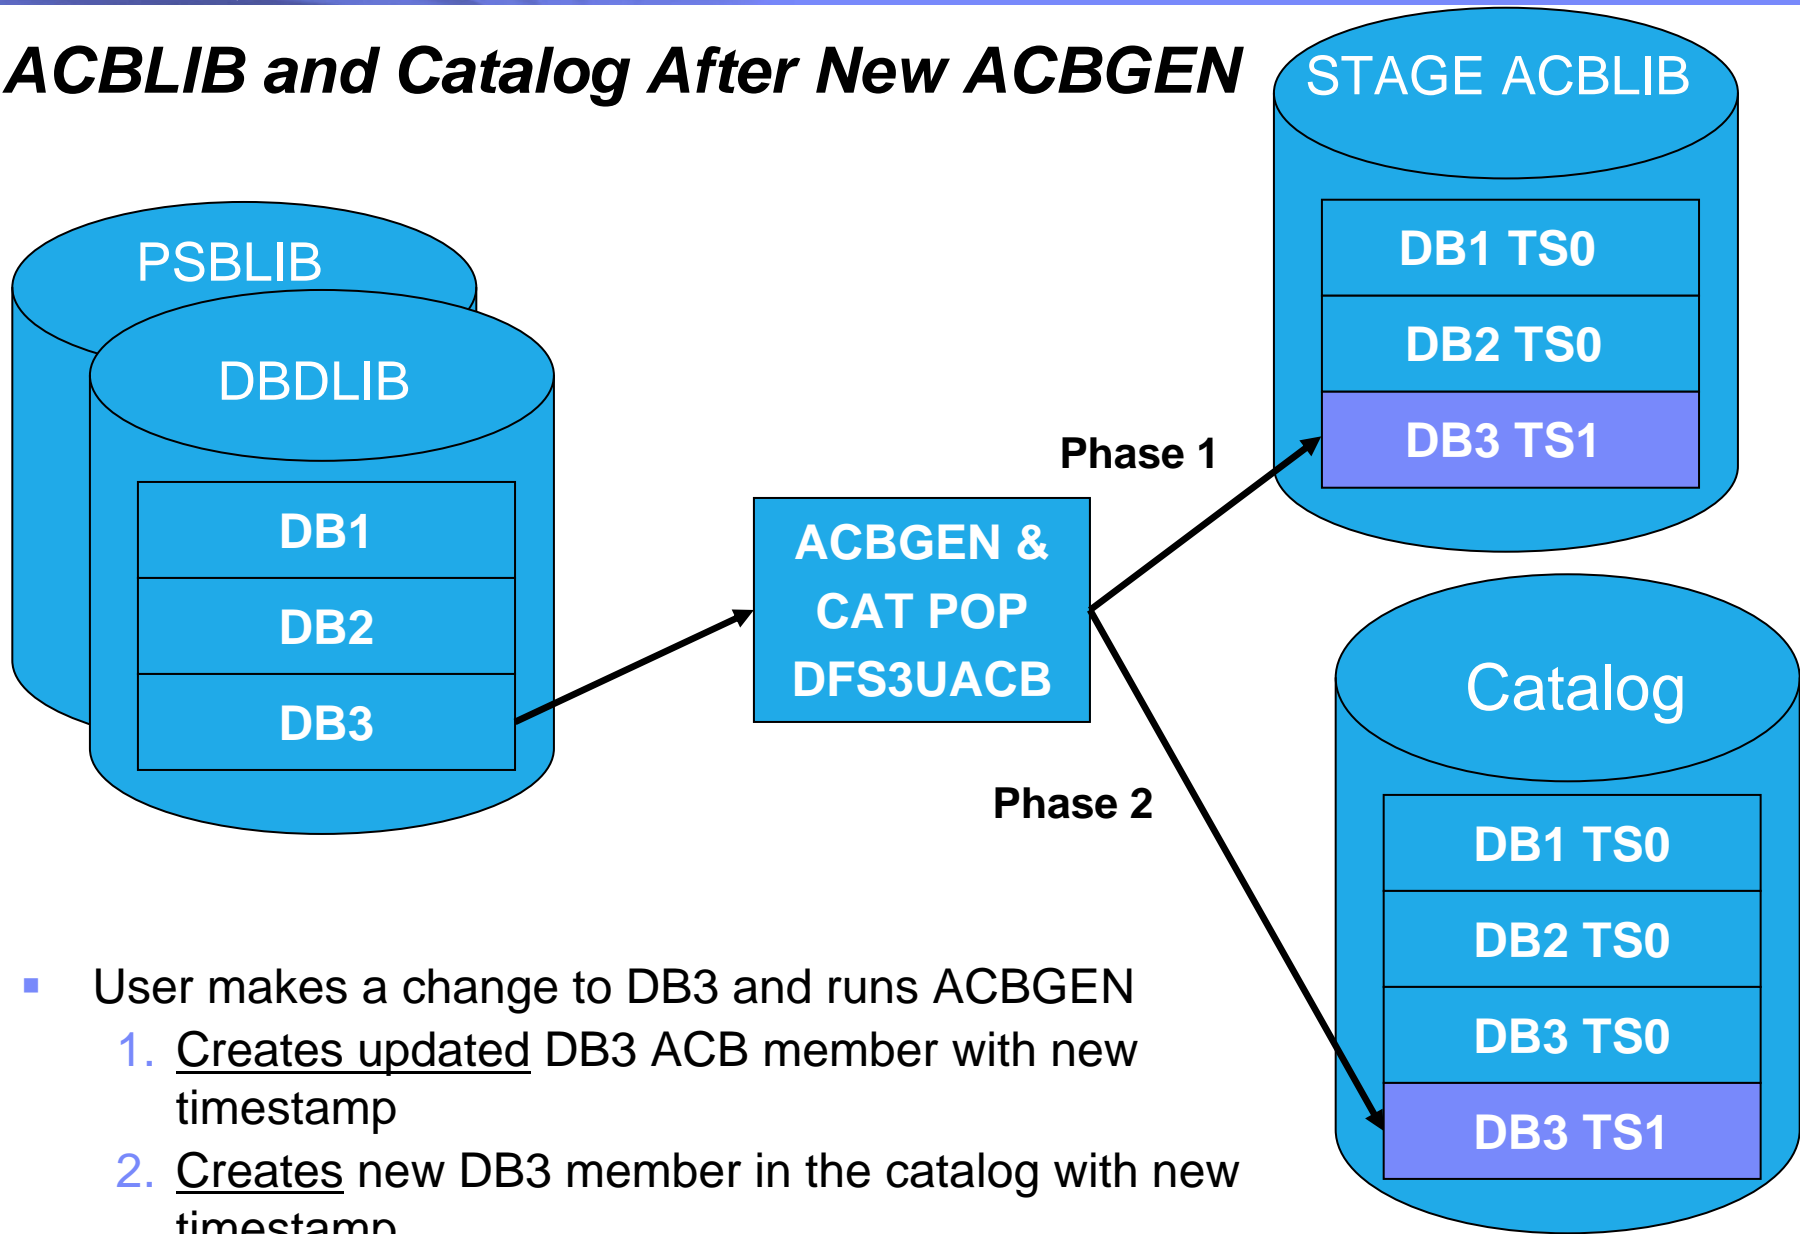 ACBLIB and Catalog After New ACBGEN
STAGE ACBLIB
DB1 TS0
DB2 TS0
DB3 TS1
PSBLIB
DBDLIB
DB1
DB2
DB3
Phase 1
ACBGEN &
CAT POP
DFS3UACB
Phase 2
Catalog
DB1 TS0
DB2 TS0
DB3 TS0
DB3 TS1
▪ User makes a change to DB3 and runs ACBGEN
1. Creates updated DB3 ACB member with new
timestamp
2. Creates new DB3 member in the catalog with new
timestamp